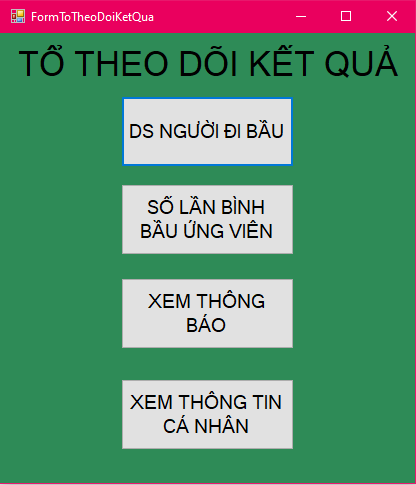 FormToTheoDoiKetQua
TỔ THEO DÕI KẾT QUẢ
DS NGƯỜI ĐI BẦU
SỐ LẦN BÌNH
BẦU ỨNG VIÊN
XEM THÔNG
BÁO
XEM THÔNG TIN
CÁ NHÂN